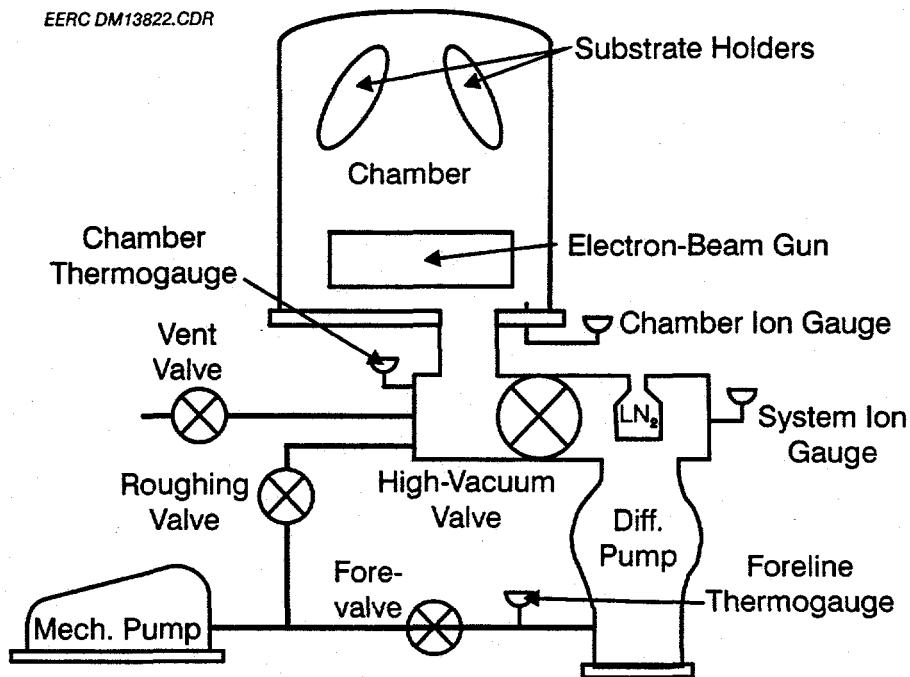 EERC DM13822.CDR
Substrate Holders
Chamber
Chamber
Thermogauge
Electron-Beam Gun
Chamber Ion Gauge
Vent
Valve
LN₂
System Ion
Gauge
Roughing
Valve
High-Vacuum
Valve
Diff.
Pump
Fore-
valve
Foreline
Thermogauge
Mech. Pump